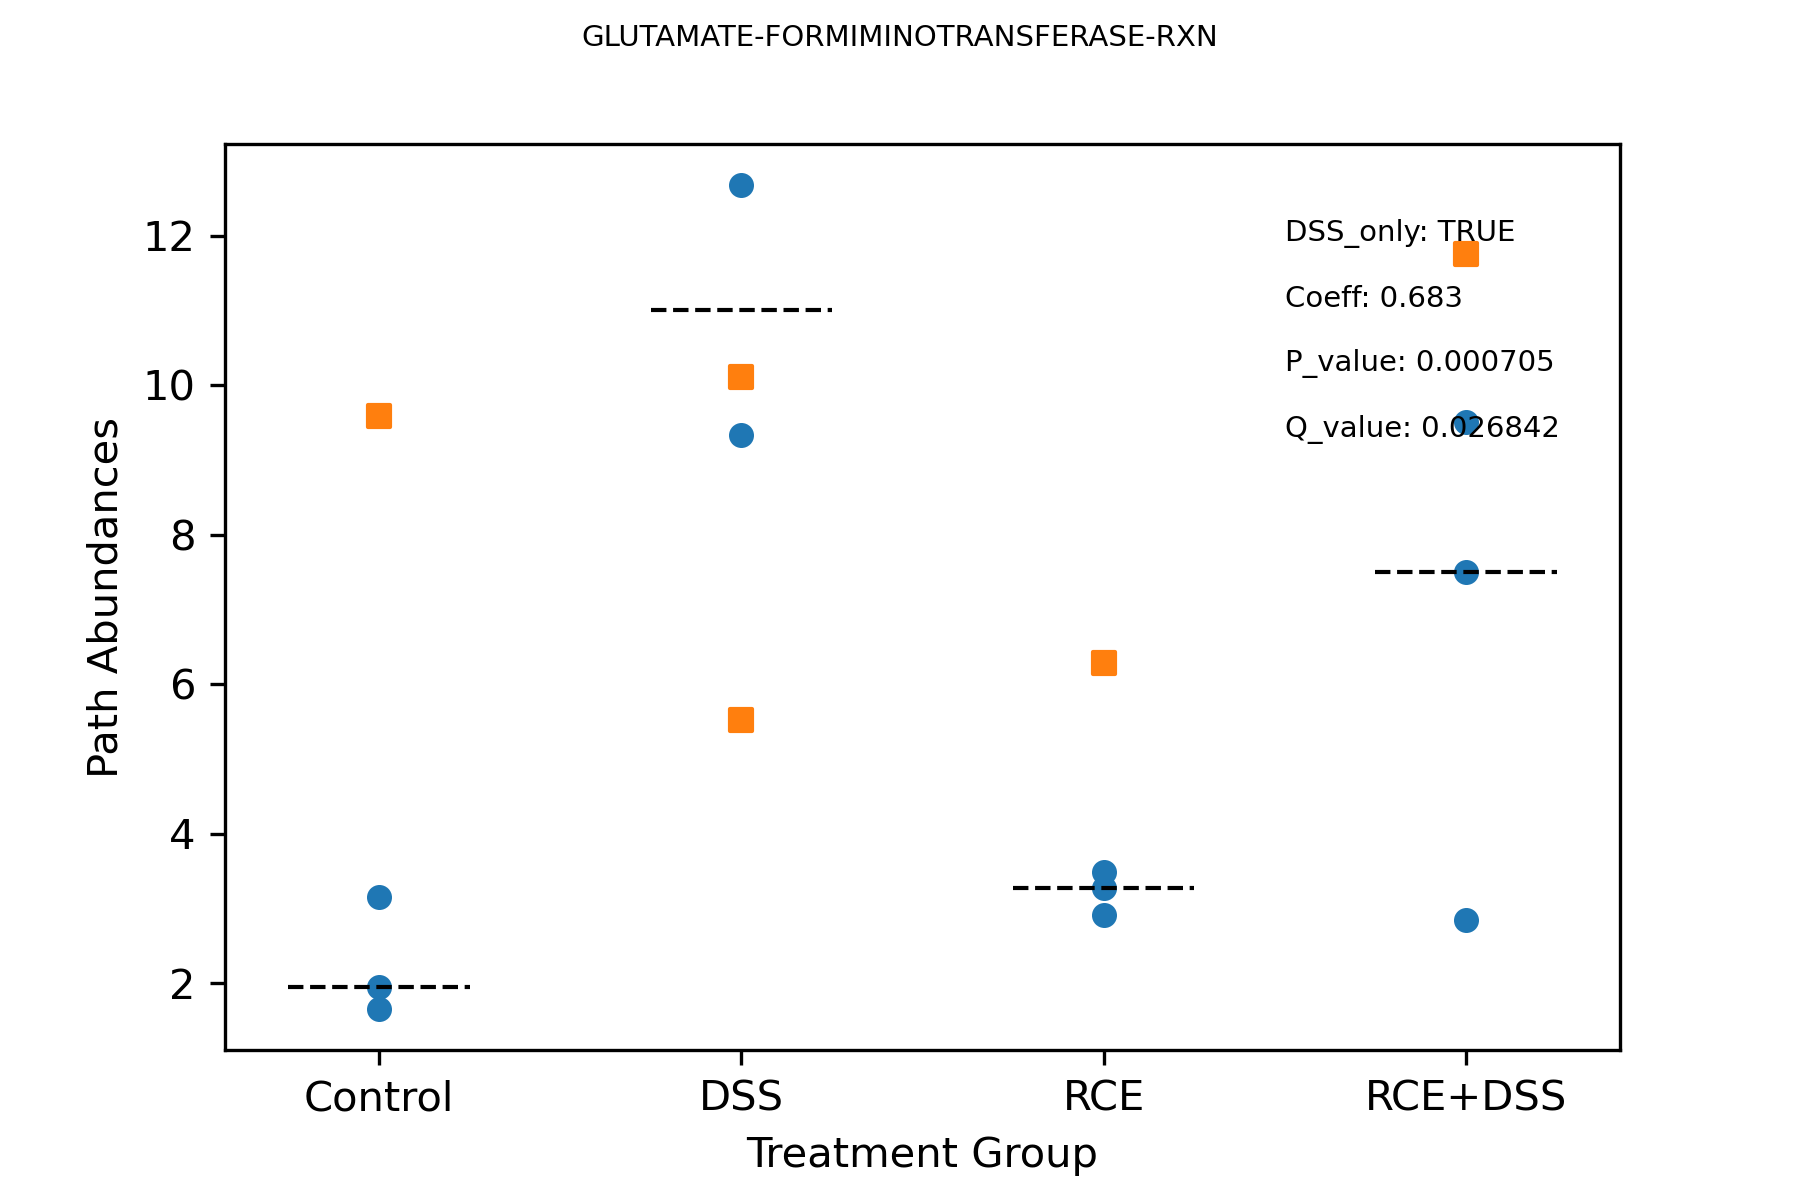 GLUTAMATE-FORMIMINOTRANSFERASE-RXN
DSS_only: TRUE
Coeff: 0.683
P_value: 0.000705
Q_value: 0.026842
Path Abundances
12
10
8
6
4
2
Control DSS RCE RCE+DSS
Treatment Group